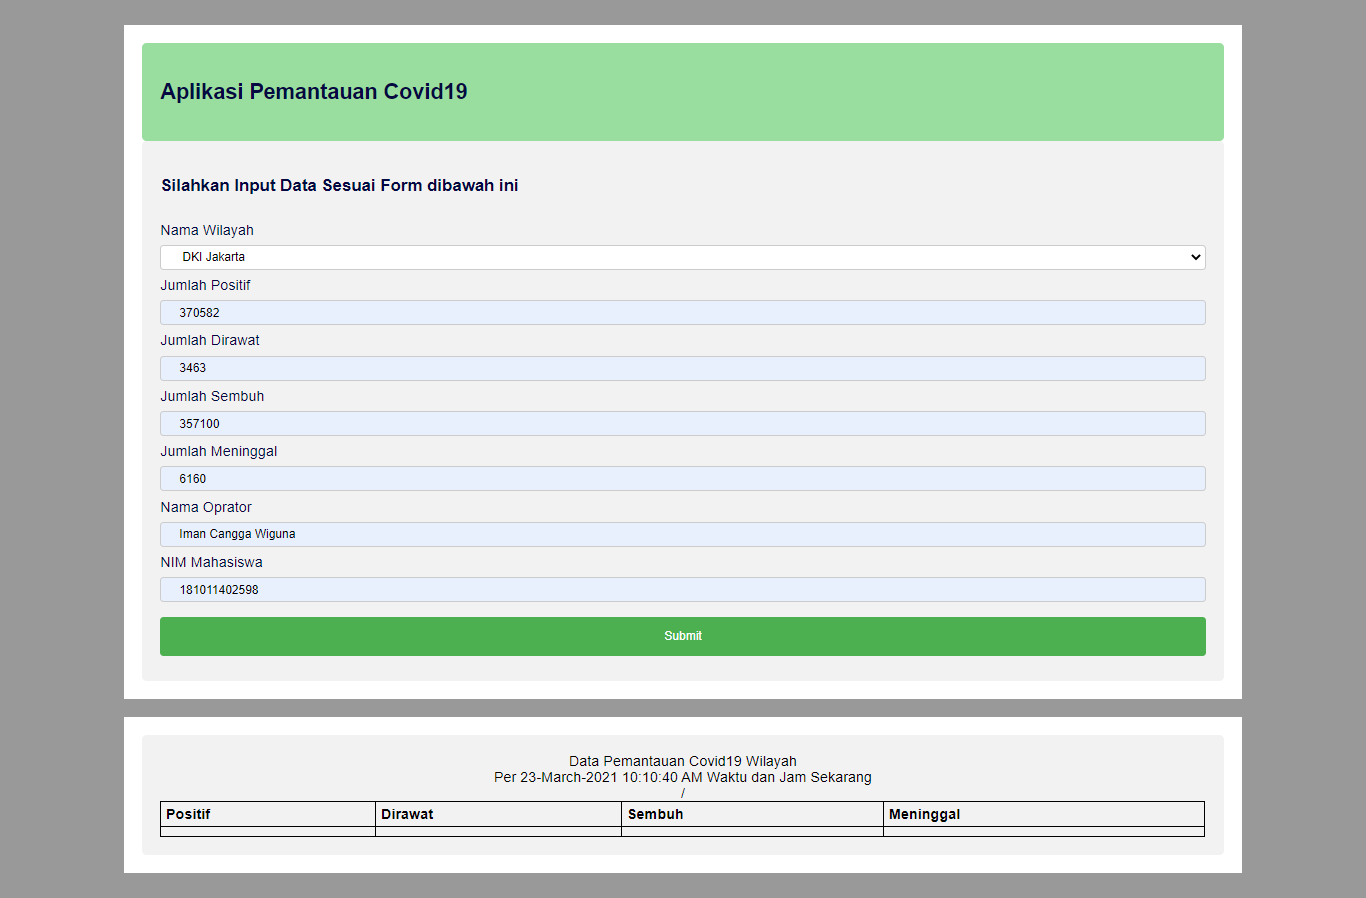 Aplikasi Pemantauan Covid19
Silahkan Input Data Sesuai Form dibawah ini
Nama Wilayah
DKI Jakarta
Jumlah Positif
370582
Jumlah Dirawat
3463
Jumlah Sembuh
357100
Jumlah Meninggal
6160
Nama Oprator
Iman Cangga Wiguna
NIM Mahasiswa
181011402598
Submit
Data Pemantauan Covid19 Wilayah
Per 23-March-2021 10:10:40 AM Waktu dan Jam Sekarang
/
Positif Dirawat Sembuh Meninggal